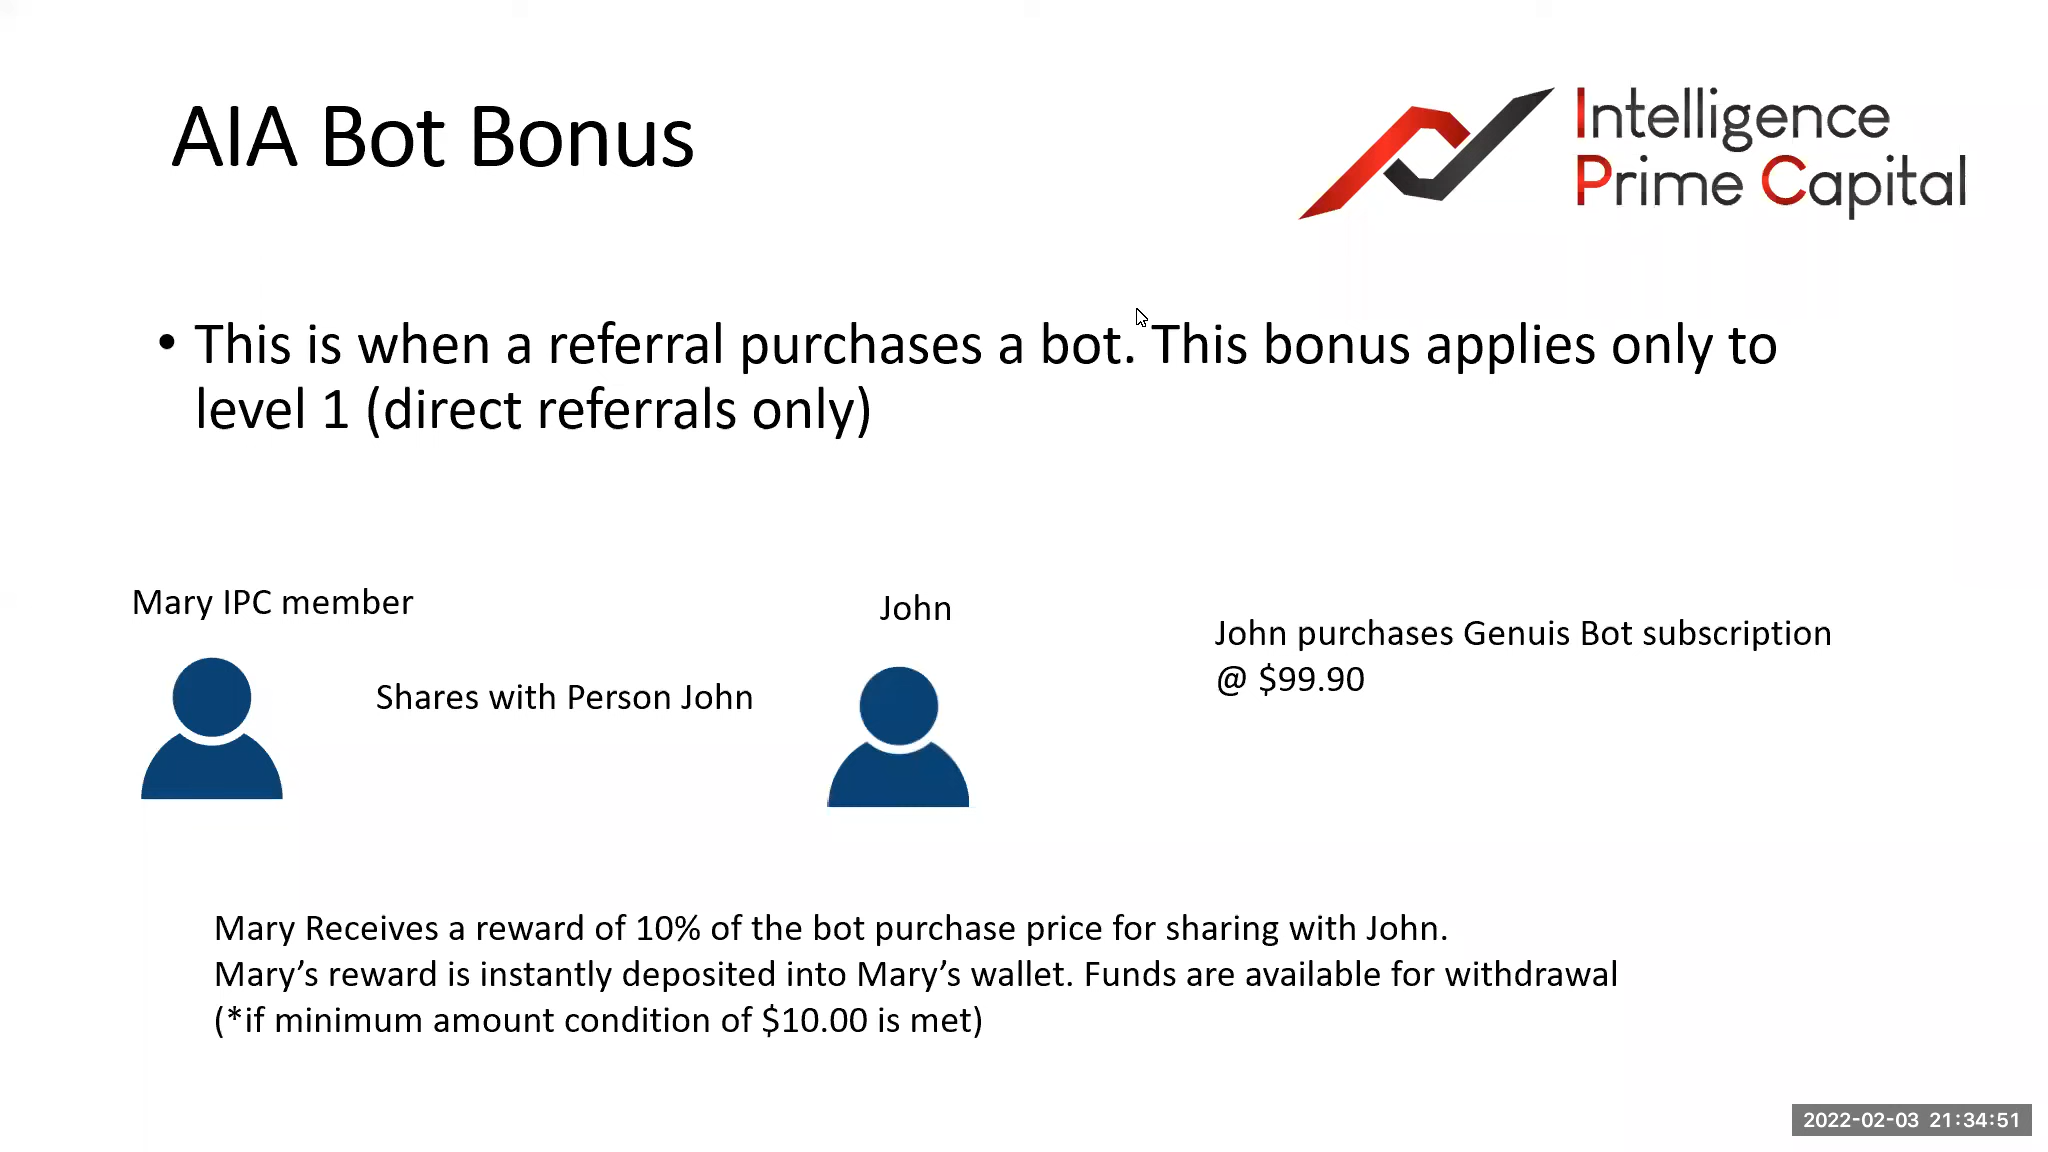 AIA Bot Bonus
Intelligence
Prime Capital
• This is when a referral purchases a bot. This bonus applies only to
level 1 (direct referrals only)
Mary IPC member
John
John purchases Genuis Bot subscription
@ $99.90
Shares with Person John
Mary Receives a reward of 10% of the bot purchase price for sharing with John.
Mary’s reward is instantly deposited into Mary’s wallet. Funds are available for withdrawal
(*if minimum amount condition of $10.00 is met)
2022-02-03 21:34:51